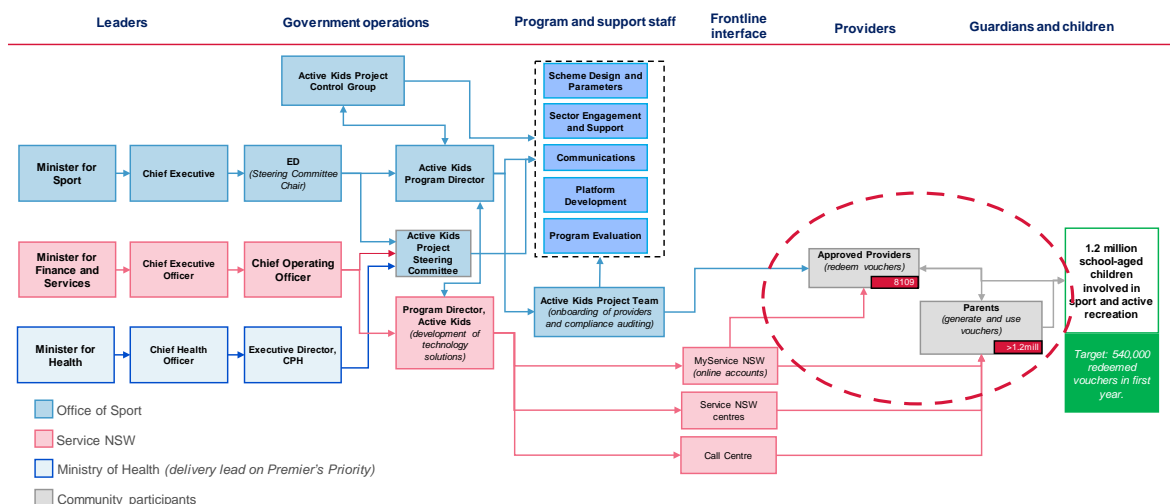 Leaders
Government operations
Program and support staff
Frontline
interface
Providers
Guardians and children
Active Kids Project
Control Group
Scheme Design and
Parameters
Sector Engagement
and Support
Communications
Platform
Development
Program Evaluation
Minister for
Sport
Chief Executive
ED
(Steering Committee
Chair)
Active Kids
Program Director
Minister for
Finance and
Services
Chief Executive
Officer
Chief Operating
Officer
Active Kids
Project
Steering
Committee
Program Director,
Active Kids
(development of
technology
solutions)
Active Kids Project Team
(onboarding of providers
and compliance auditing)
Minister for
Health
Chief Health
Officer
Executive Director,
CPH
MyService NSW
(online accounts)
Service NSW
centres
Call Centre
Approved Providers
(redeem vouchers)
8109
Parents
(generate and use
vouchers)
>1.2mill
1.2 million
school-aged
children
involved in
sport and active
recreation
Target: 540,000
redeemed
vouchers in first
year.
Office of Sport
Service NSW
Ministry of Health (delivery lead on Premier's Priority)
Community participants